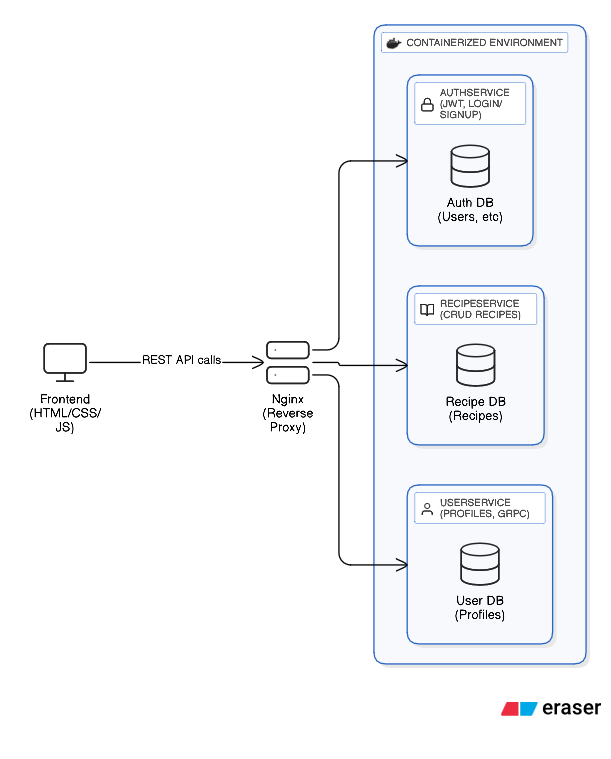 CONTAINERIZED ENVIRONMENT
AUTHSERVICE
(JWT, LOGIN/
SIGNUP)
Auth DB
(Users, etc)
RECIPESERVICE
(CRUD RECIPES)
Recipe DB
(Recipes)
REST API calls
Frontend
(HTML/CSS/
JS)
Nginx
(Reverse
Proxy)
USERSERVICE
(PROFILES, GRPC)
User DB
(Profiles)
eraser